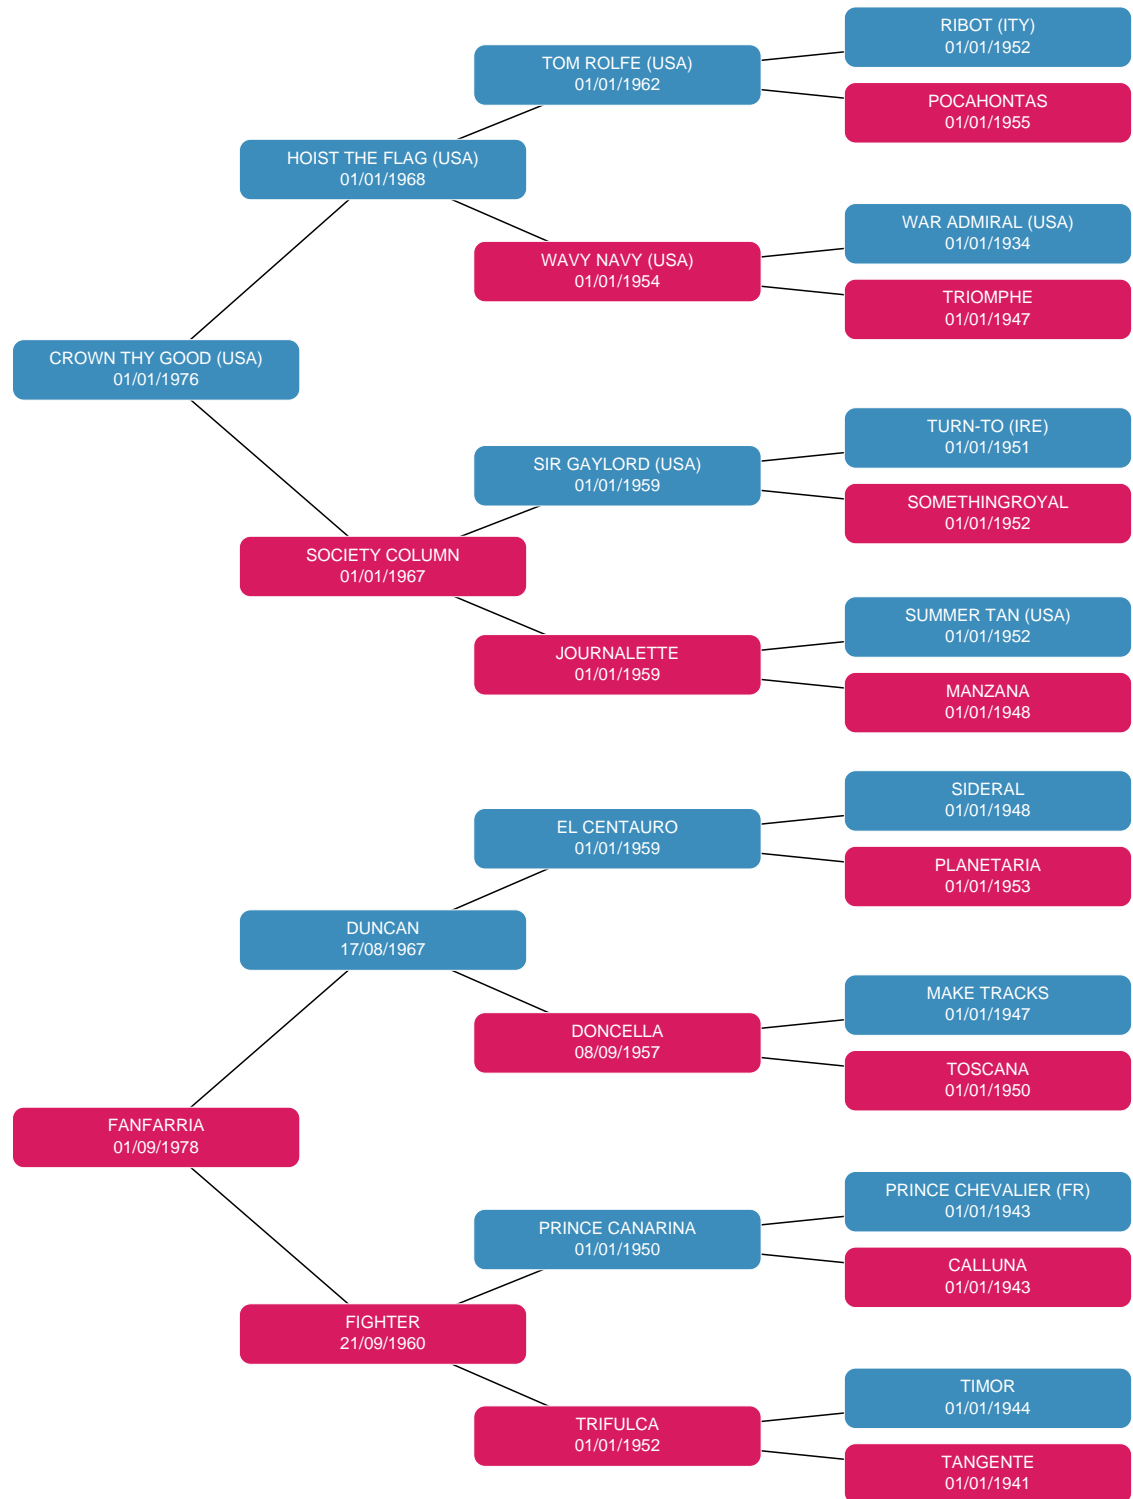 RIBOT (ITY)
01/01/1952
TOM ROLFE (USA)
01/01/1962
POCAHONTAS
01/01/1955
HOIST THE FLAG (USA)
01/01/1968
WAR ADMIRAL (USA)
01/01/1934
WAVY NAVY (USA)
01/01/1954
TRIOMPHE
01/01/1947
CROWN THY GOOD (USA)
01/01/1976
TURN-TO (IRE)
01/01/1951
SIR GAYLORD (USA)
01/01/1959
SOMETHINGROYAL
01/01/1952
SOCIETY COLUMN
01/01/1967
SUMMER TAN (USA)
01/01/1952
JOURNALETTE
01/01/1959
MANZANA
01/01/1948
SIDERAL
01/01/1948
EL CENTAURO
01/01/1959
PLANETARIA
01/01/1953
DUNCAN
17/08/1967
MAKE TRACKS
01/01/1947
DONCELLA
08/09/1957
TOSCANA
01/01/1950
FANFARRIA
01/09/1978
PRINCE CHEVALIER (FR)
01/01/1943
PRINCE CANARINA
01/01/1950
CALLUNA
01/01/1943
FIGHTER
21/09/1960
TIMOR
01/01/1944
TRIFULCA
01/01/1952
TANGENTE
01/01/1941